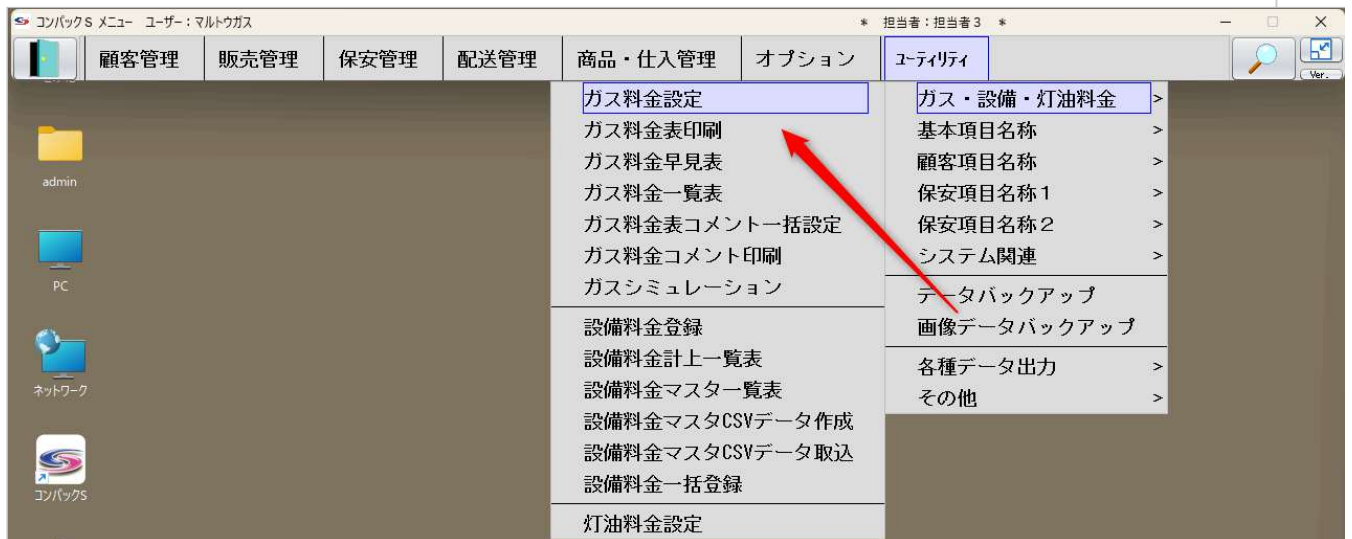 コンパックS メニュー ユーザー：マルトウガス
* 担当者：担当者3 *
顧客管理 販売管理 保安管理 配送管理 商品・仕入管理 オプション ユーティリティ
Ver.
ガス料金設定
ガス料金表印刷
ガス料金早見表
ガス料金一覧表
ガス料金表コメント一括設定
ガス料金コメント印刷
ガスシミュレーション
設備料金登録
設備料金計上一覧表
設備料金マスター覧表
設備料金マスタCSVデータ作成
設備料金マスタCSVデータ取込
設備料金一括登録
灯油料金設定
ガス・設備・灯油料金 >
基本項目名称 >
顧客項目名称 >
保安項目名称1 >
保安項目名称2 >
システム関連 >
データバックアップ
画像データバックアップ
各種データ出力 >
その他 >
admin
PC
ネットワーク
コンパックS